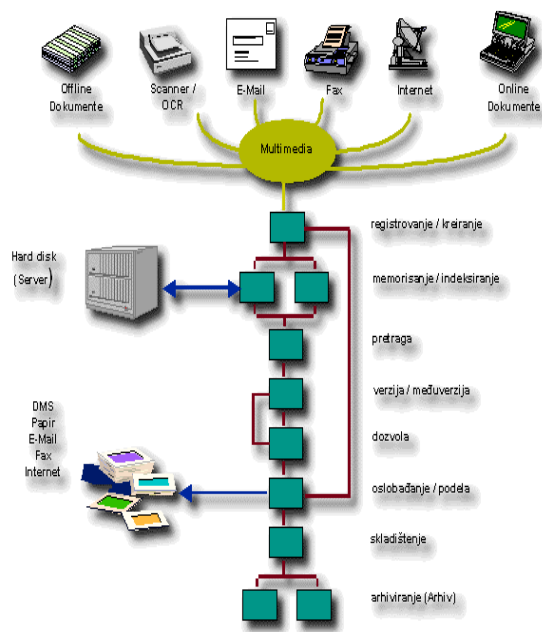 Offline
Dokumente
Scanner /
OCR
E-Mail
Fax
Internet
Online
Dokumente
Multimedia
registrovanje / kreiranje
Hard disk
(Server)
memorisanje / indeksiranje
pretraga
verzija / međuverzija
DMS
Papir
E-Mail
Fax
Internet
dozvola
oslobađanje / podela
skladištenje
arhiviranje (Arhiv)